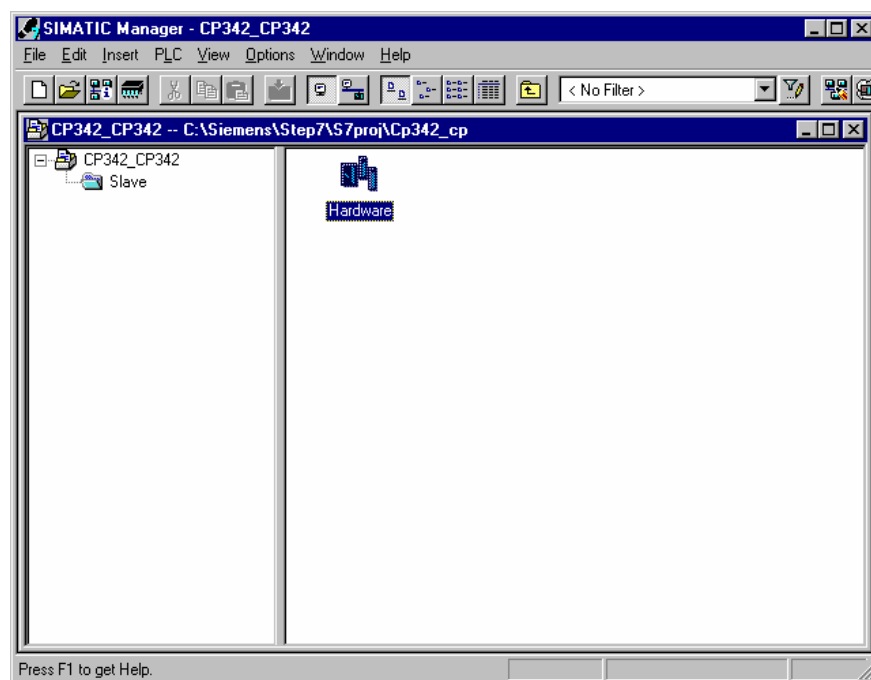 SIMATIC Manager - CP342_CP342
File Edit Insert PLC View Options Window Help
< No Filter >
CP342_CP342 -- C:\Siemens\Step7\S7proj\Cp342_cp
CP342_CP342
Slave
Hardware
Press F1 to get Help.